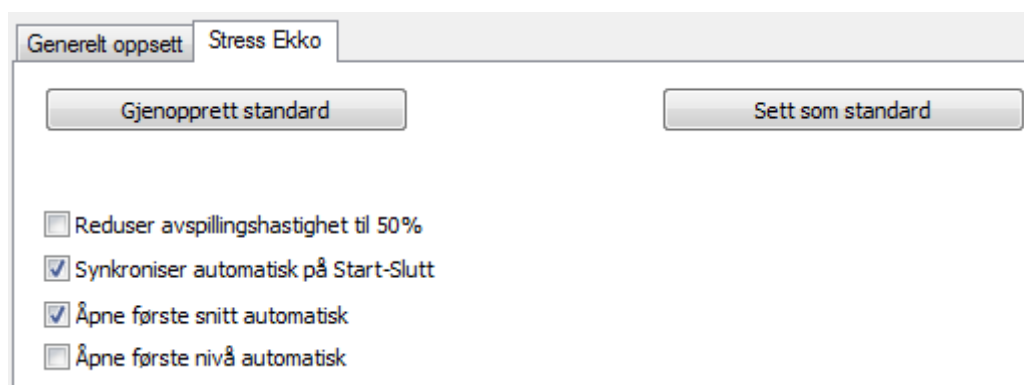 Generelt oppsett Stress Ekko
Gjenopprett standard Sett som standard
Reduser avspillingshastighet til 50%
Synkroniser automatisk på Start-Slutt
Åpne første snitt automatisk
Åpne første nivå automatisk